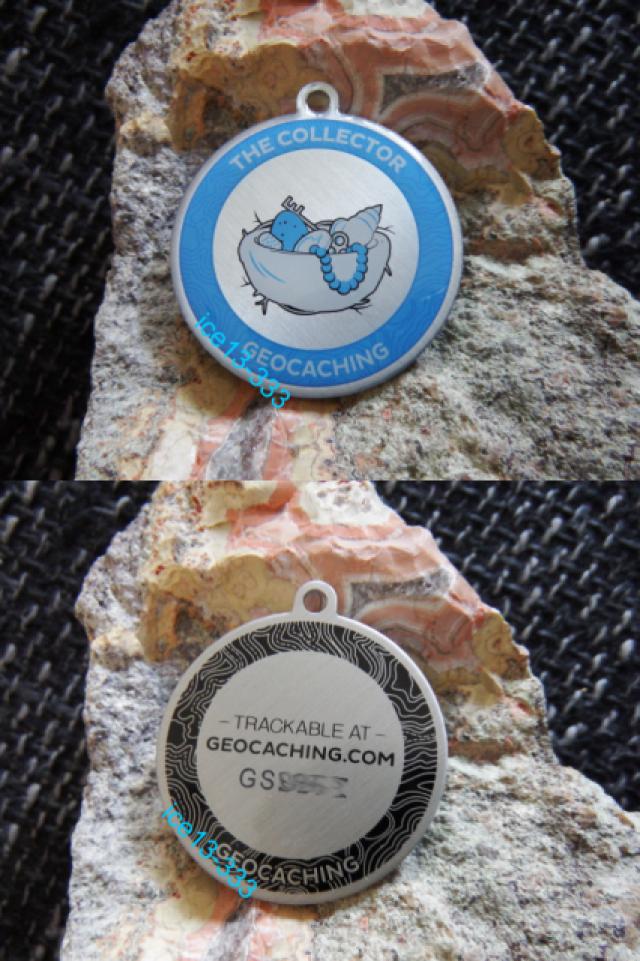 THE COLLECTOR
GEOCACHING
ice13-333
– TRACKABLE AT –
GEOCACHING.COM
GS
GEOCACHING
ice13-333